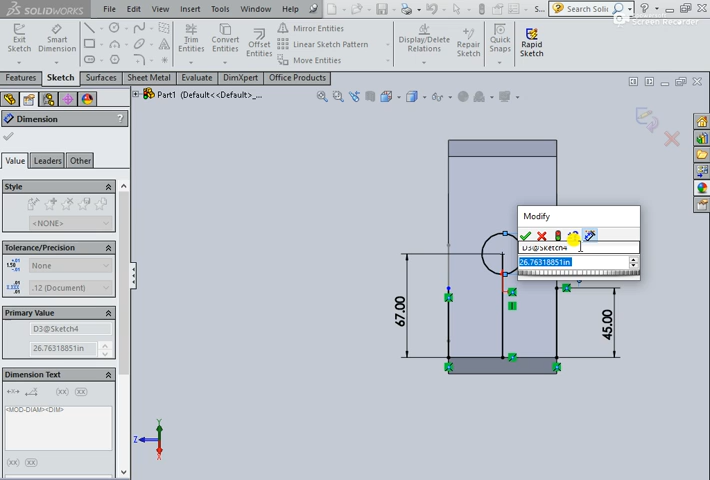 SOLIDWORKS
File Edit View Insert Tools Window Help
S...
Search Soli
Screen Recorder
Exit Sketch
Smart Dimension
Trim Entities
Convert Entities
Offset Entities
Mirror Entities
Linear Sketch Pattern
Move Entities
Display/Delete Relations
Repair Sketch
Quick Snaps
Rapid Sketch
Features Sketch Surfaces Sheet Metal Evaluate DimXpert Office Products
Part1 (Default<<Default>_...
Dimension ?
Value Leaders Other
Style
<NONE>
Tolerance/Precision
None
.12 (Document)
Primary Value
D3@Sketch4
26.76318851in
Dimension Text
<MOD-DIAM><DIM>
Modify
D3@Sketch4
26.76318851in
67.00
45.00
Y
Z
X